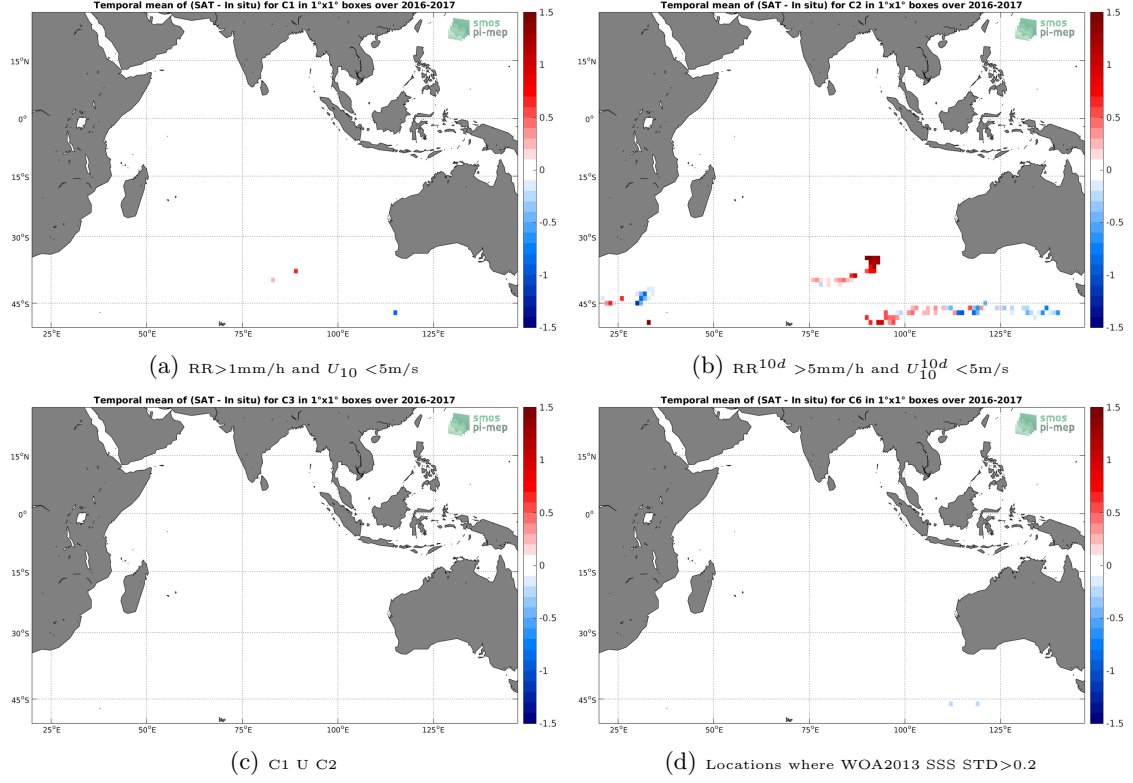 Temporal mean of (SAT - In situ) for C1 in 1°x1° boxes over 2016-2017
smos
pi-mep
15°N
0°
15°S
30°S
45°S
25°E
50°E
75°E
100°E
125°E
1.5
1
0.5
0
-0.5
-1
-1.5
(a) RR>1mm/h and U10 <5m/s
Temporal mean of (SAT - In situ) for C2 in 1°x1° boxes over 2016-2017
smos
pi-mep
15°N
0°
15°S
30°S
45°S
25°E
50°E
75°E
100°E
125°E
1.5
1
0.5
0
-0.5
-1
-1.5
(b) RR10d >5mm/h and U10 10d <5m/s
Temporal mean of (SAT - In situ) for C3 in 1°x1° boxes over 2016-2017
smos
pi-mep
15°N
0°
15°S
30°S
45°S
25°E
50°E
75°E
100°E
125°E
1.5
1
0.5
0
-0.5
-1
-1.5
(c) C1 U C2
Temporal mean of (SAT - In situ) for C6 in 1°x1° boxes over 2016-2017
smos
pi-mep
15°N
0°
15°S
30°S
45°S
25°E
50°E
75°E
100°E
125°E
1.5
1
0.5
0
-0.5
-1
-1.5
(d) Locations where WOA2013 SSS STD>0.2